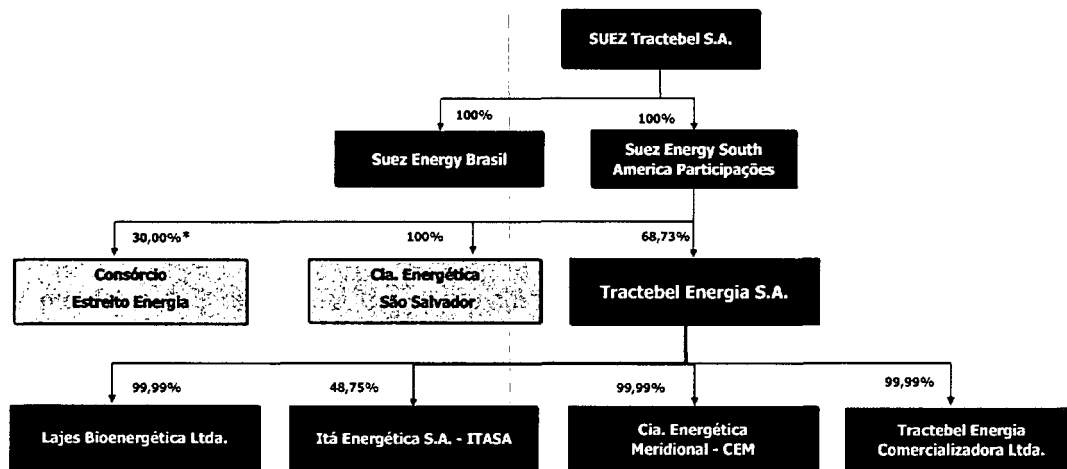 SUEZ Tractebel S.A.
100%
100%
Suez Energy Brasil
Suez Energy South
America Participações
30,00%*
100%
68,73%
Consórcio
Estreito Energia
Cia. Energética
São Salvador
Tractebel Energia S.A.
99,99%
48,75%
99,99%
99,99%
Lajes Bioenergética Ltda.
Itá Energética S.A. - ITASA
Cia. Energética
Meridional - CEM
Tractebel Energia
Comercializadora Ltda.